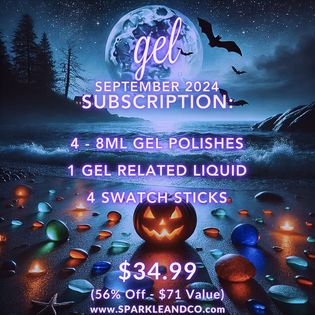 gel
SEPTEMBER 2024
SUBSCRIPTION:
4 - 8ML GEL POLISHES
1 GEL RELATED LIQUID
4 SWATCH STICKS
$34.99
(56% Off - $71 Value)
www.SPARKLEANDCO.com